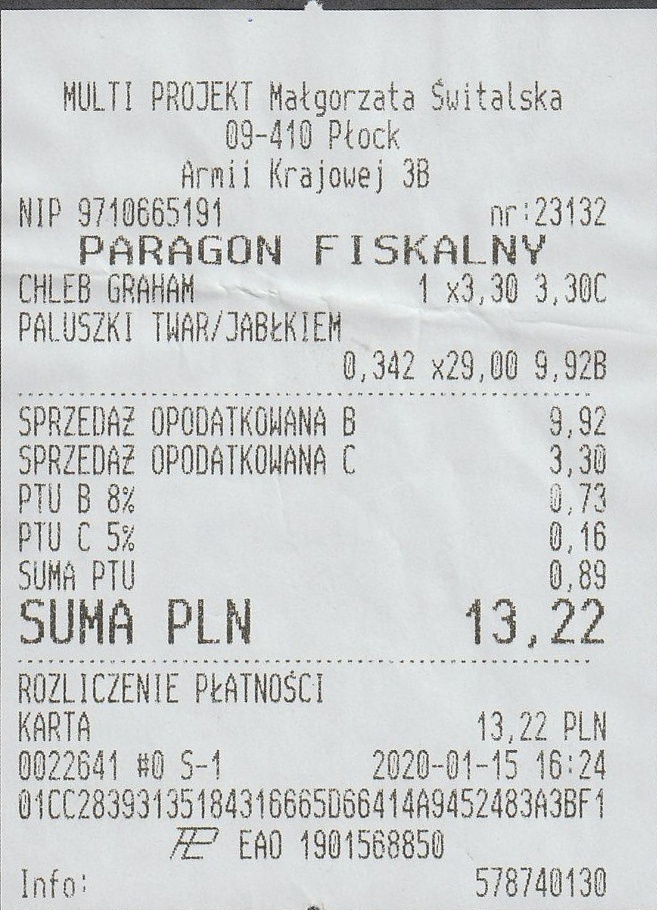 MULTI PROJEKT Małgorzata Świtalska
09-410 Płock
Armii Krajowej 3B
NIP 9710665191 nr:23132
PARAGON FISKALNY
CHLEB GRAHAM 1 x3,30 3,30C
PALUSZKI TWAR/JABŁKIEM
0,342 x29,00 9,92B
SPRZEDAŻ OPODATKOWANA B 9,92
SPRZEDAŻ OPODATKOWANA C 3,30
PTU B 8% 0,73
PTU C 5% 0,16
SUMA PTU 0,89
SUMA PLN 13,22
ROZLICZENIE PŁATNOŚCI
KARTA 13,22 PLN
0022641 #0 S-1 2020-01-15 16:24
01CC28393135184316665D66414A9452483A3BF1
EAO 1901568850
Info: 578740130